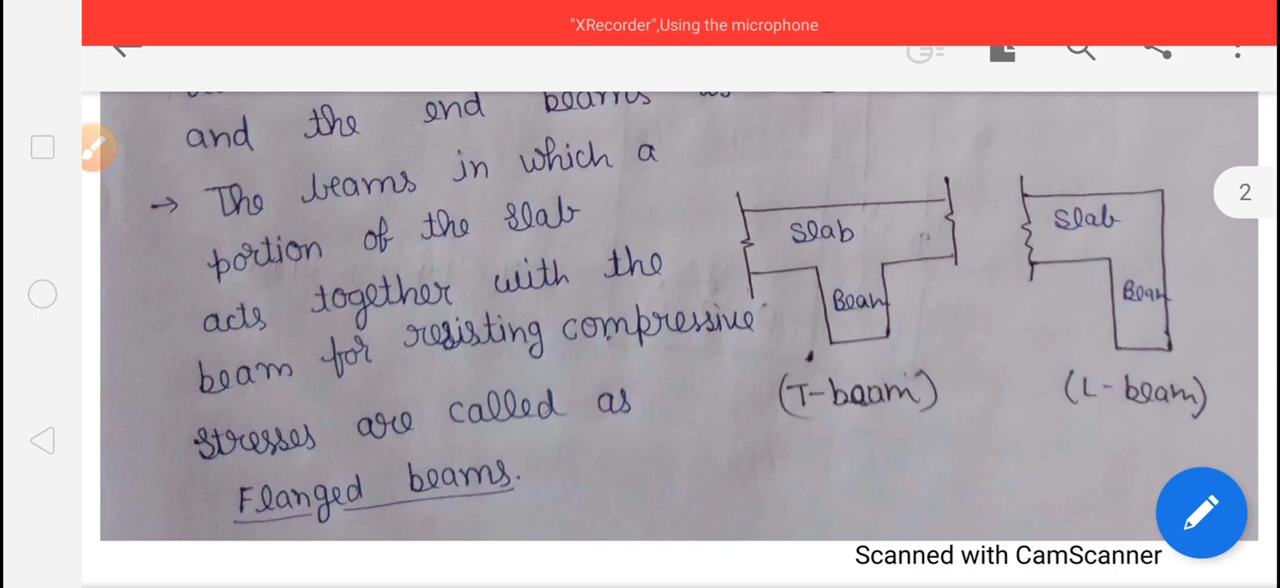 "XRecorder",Using the microphone
and the end beams
→ The beams in which a
portion of the slab
acts together with the
beam for resisting compressive
stresses are called as
Flanged beams.
2
Slab
Beam
(T-beam)
Slab
Beam
(L-beam)
Scanned with CamScanner